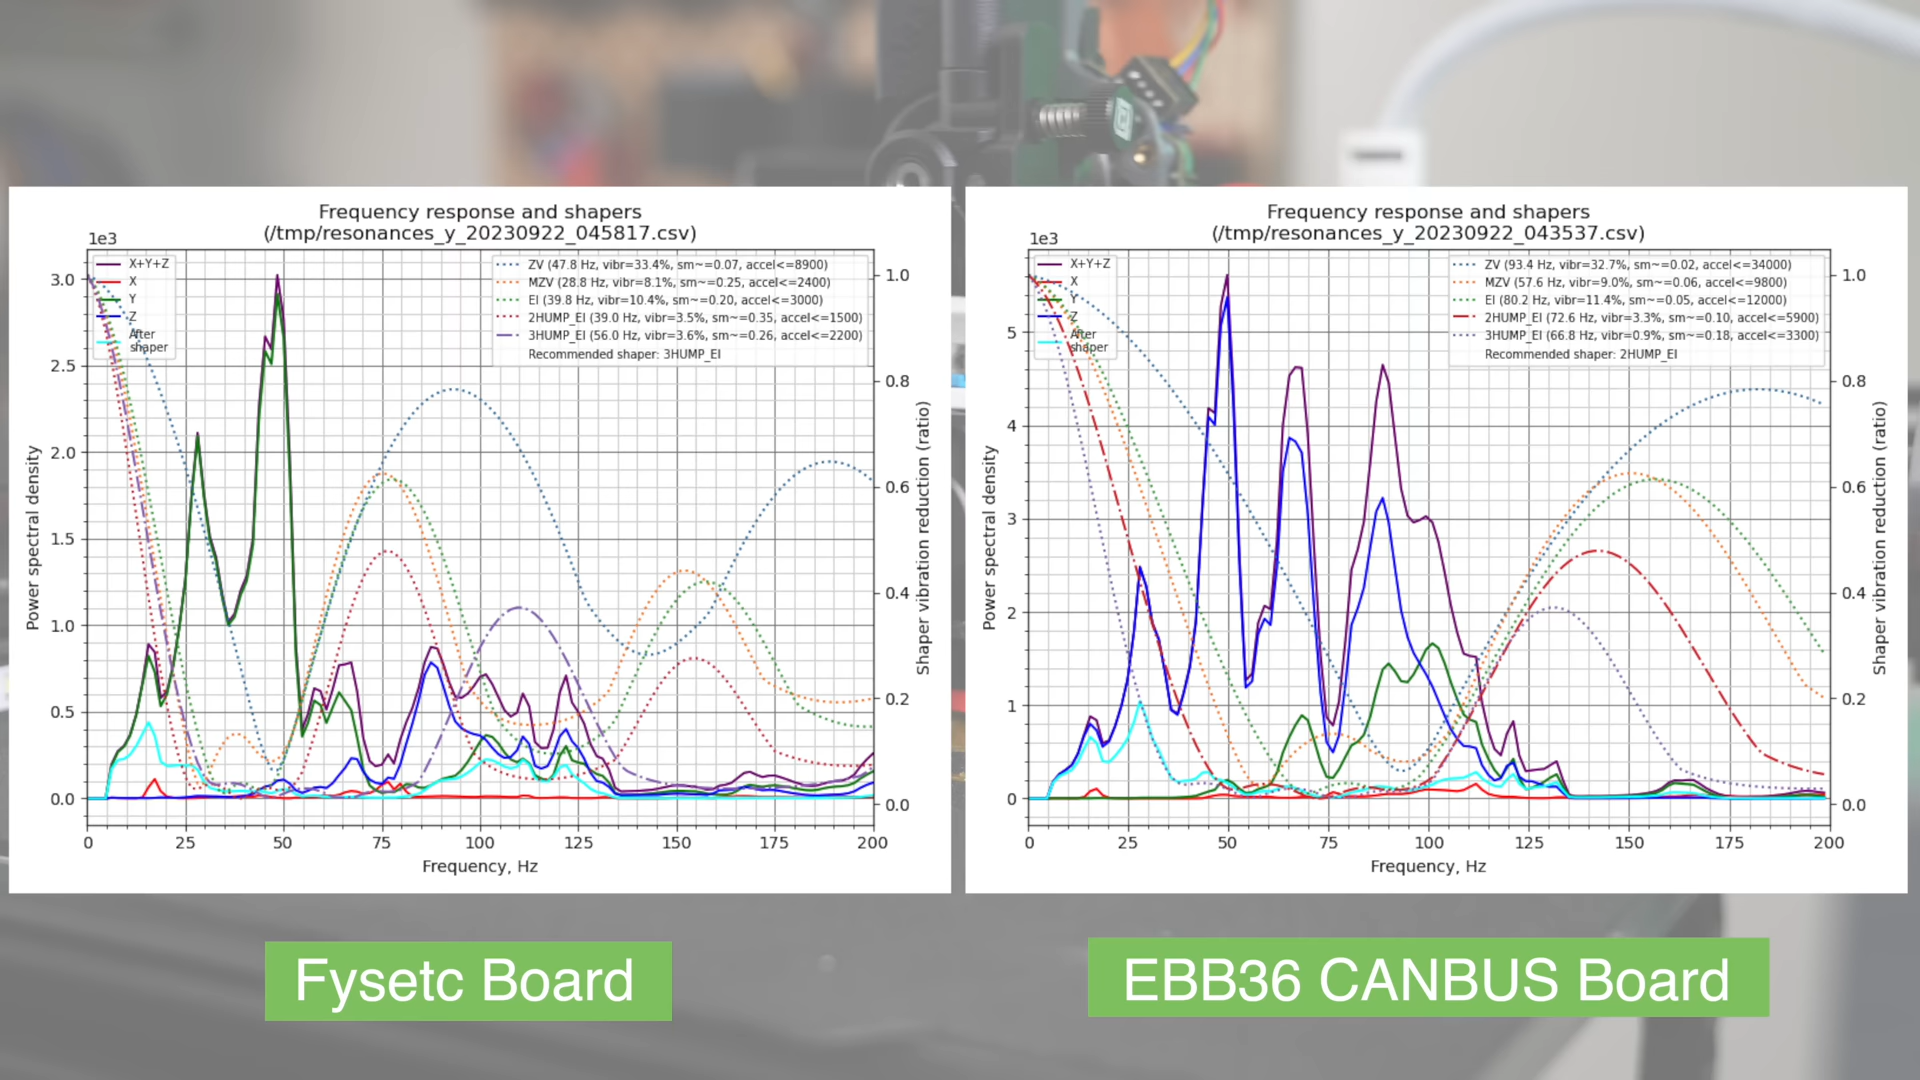 Frequency response and shapers
(/tmp/resonances_y_20230922_045817.csv)
1e3
X+Y+Z
X
Y
Z
After
shaper
ZV (47.8 Hz, vibr=33.4%, sm~=0.07, accel<=8900)
MZV (28.8 Hz, vibr=8.1%, sm~=0.25, accel<=2400)
EI (39.8 Hz, vibr=10.4%, sm~=0.20, accel<=3000)
2HUMP_EI (39.0 Hz, vibr=3.5%, sm~=0.35, accel<=1500)
3HUMP_EI (56.0 Hz, vibr=3.6%, sm~=0.26, accel<=2200)
Recommended shaper: 3HUMP_EI
3.0
2.5
2.0
1.5
1.0
0.5
0.0
Power spectral density
1.0
0.8
0.6
0.4
0.2
0.0
Shaper vibration reduction (ratio)
0 25 50 75 100 125 150 175 200
Frequency, Hz
Fysetc Board
Frequency response and shapers
(/tmp/resonances_y_20230922_043537.csv)
1e3
X+Y+Z
X
Y
Z
After
shaper
ZV (93.4 Hz, vibr=32.7%, sm~=0.02, accel<=34000)
MZV (57.6 Hz, vibr=9.0%, sm~=0.06, accel<=9800)
EI (80.2 Hz, vibr=11.4%, sm~=0.05, accel<=12000)
2HUMP_EI (72.6 Hz, vibr=3.3%, sm~=0.10, accel<=5900)
3HUMP_EI (66.8 Hz, vibr=0.9%, sm~=0.18, accel<=3300)
Recommended shaper: 2HUMP_EI
5
4
3
2
1
0
Power spectral density
1.0
0.8
0.6
0.4
0.2
0.0
Shaper vibration reduction (ratio)
0 25 50 75 100 125 150 175 200
Frequency, Hz
EBB36 CANBUS Board